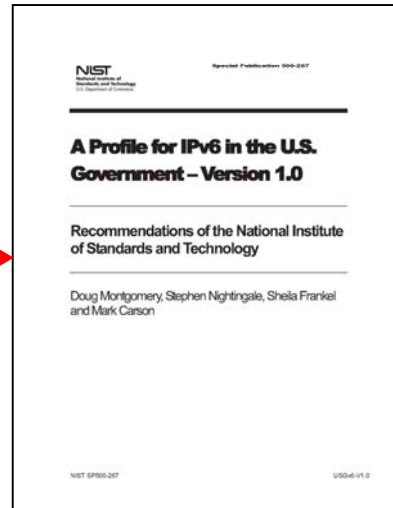 NIST
National Institute of
Standards and Technology
U.S. Department of Commerce
Special Publication 500-267
A Profile for IPv6 in the U.S.
Government – Version 1.0
Recommendations of the National Institute
of Standards and Technology
Doug Montgomery, Stephen Nightingale, Sheila Frankel
and Mark Carson
NIST SP500-267
USGv6-V1.0